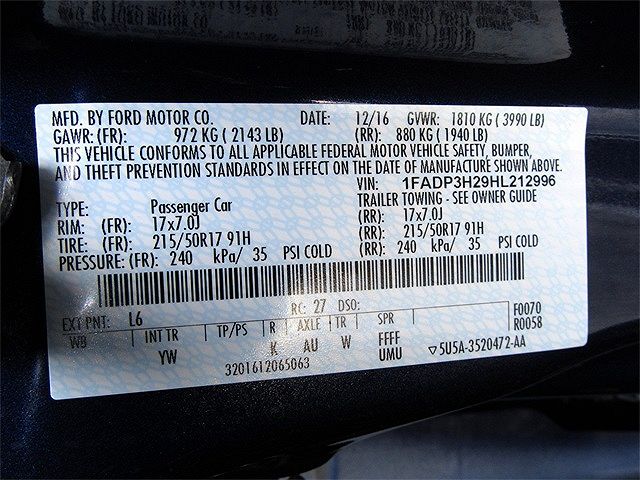 MFD. BY FORD MOTOR CO. DATE: 12/16 GVWR: 1810 KG ( 3990 LB)
GAWR: (FR): 972 KG ( 2143 LB) (RR): 880 KG ( 1940 LB)
THIS VEHICLE CONFORMS TO ALL APPLICABLE FEDERAL MOTOR VEHICLE SAFETY, BUMPER,
AND THEFT PREVENTION STANDARDS IN EFFECT ON THE DATE OF MANUFACTURE SHOWN ABOVE.
VIN: 1FADP3H29HL212996
TYPE: Passenger Car TRAILER TOWING - SEE OWNER GUIDE
RIM: (FR): 17x7.0J (RR): 17x7.0J
TIRE: (FR): 215/50R17 91H (RR): 215/50R17 91H
PRESSURE: (FR): 240 kPa/ 35 PSI COLD (RR): 240 kPa/ 35 PSI COLD
EXT PNT: L6 RC: 27 DSO: F0070
WB INT TR TP/PS R AXLE TR SPR R0058
YW K AU W FFFF
UMU
3201612065063 ▽5U5A-3520472-AA